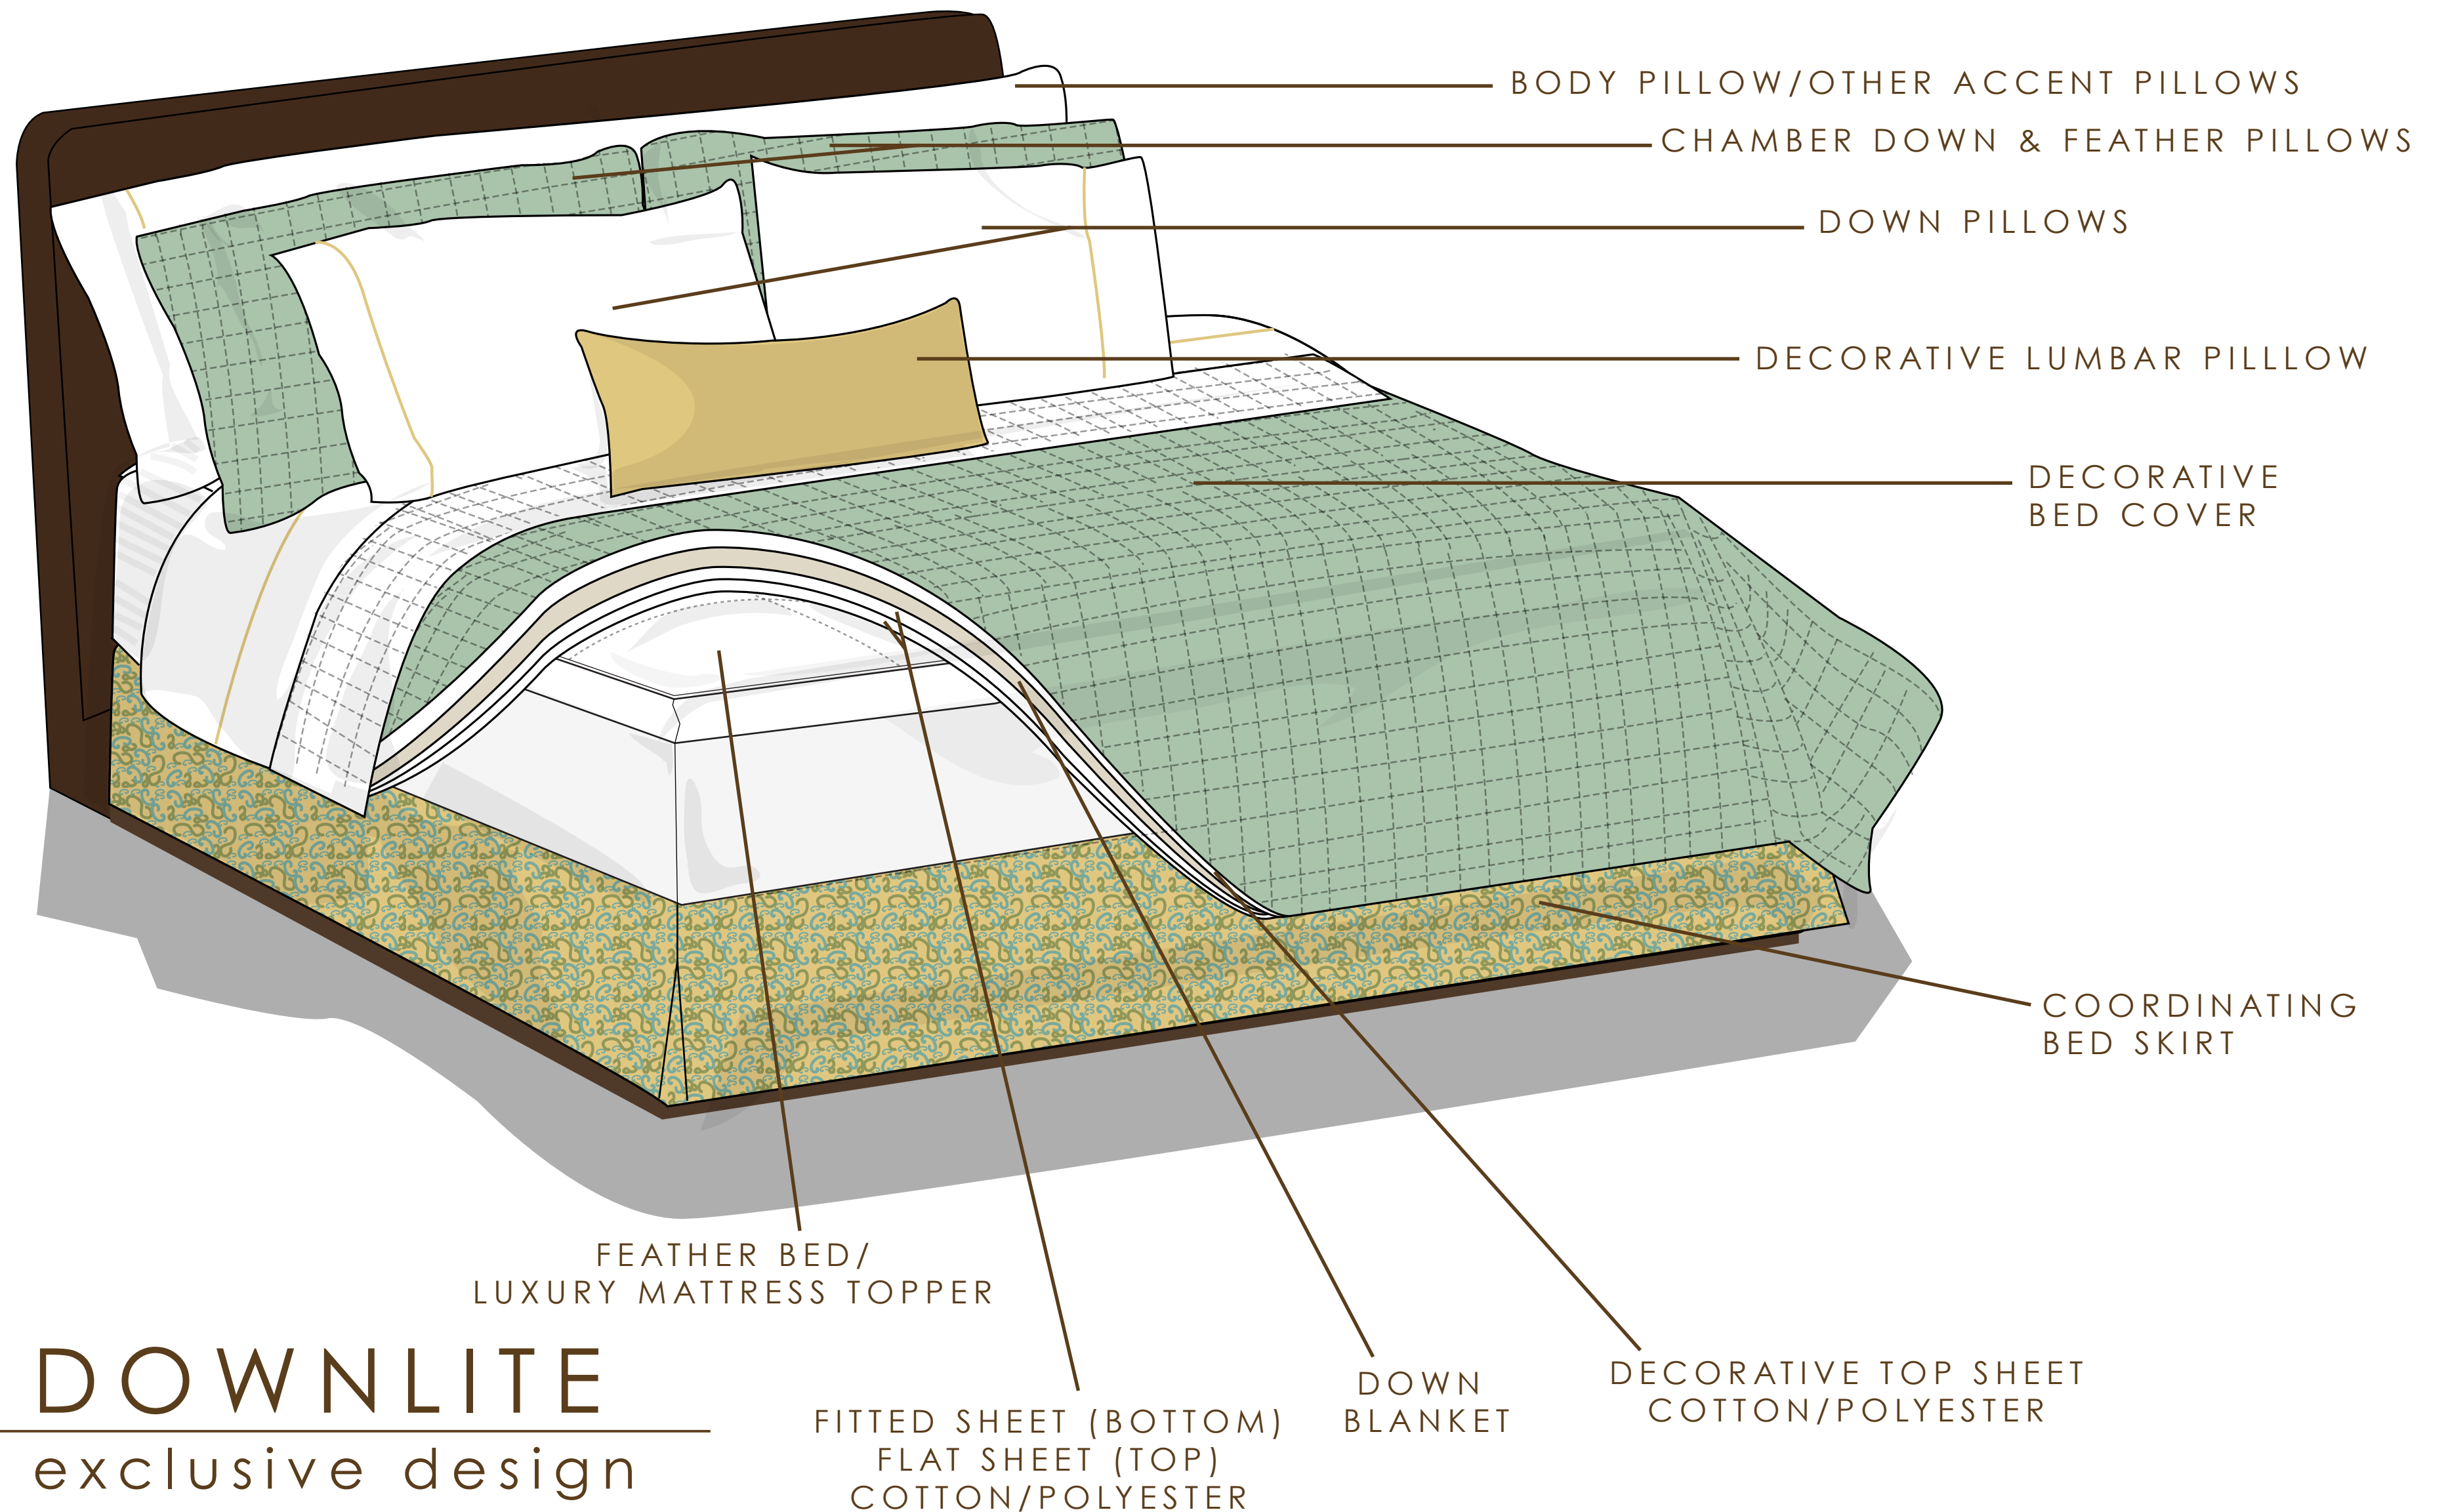 BODY PILLOW/OTHER ACCENT PILLOWS
CHAMBER DOWN & FEATHER PILLOWS
DOWN PILLOWS
DECORATIVE LUMBAR PILLLOW
DECORATIVE
BED COVER
COORDINATING
BED SKIRT
FEATHER BED/
LUXURY MATTRESS TOPPER
FITTED SHEET (BOTTOM)
FLAT SHEET (TOP)
COTTON/POLYESTER
DOWN
BLANKET
DECORATIVE TOP SHEET
COTTON/POLYESTER
DOWNLITE
exclusive design